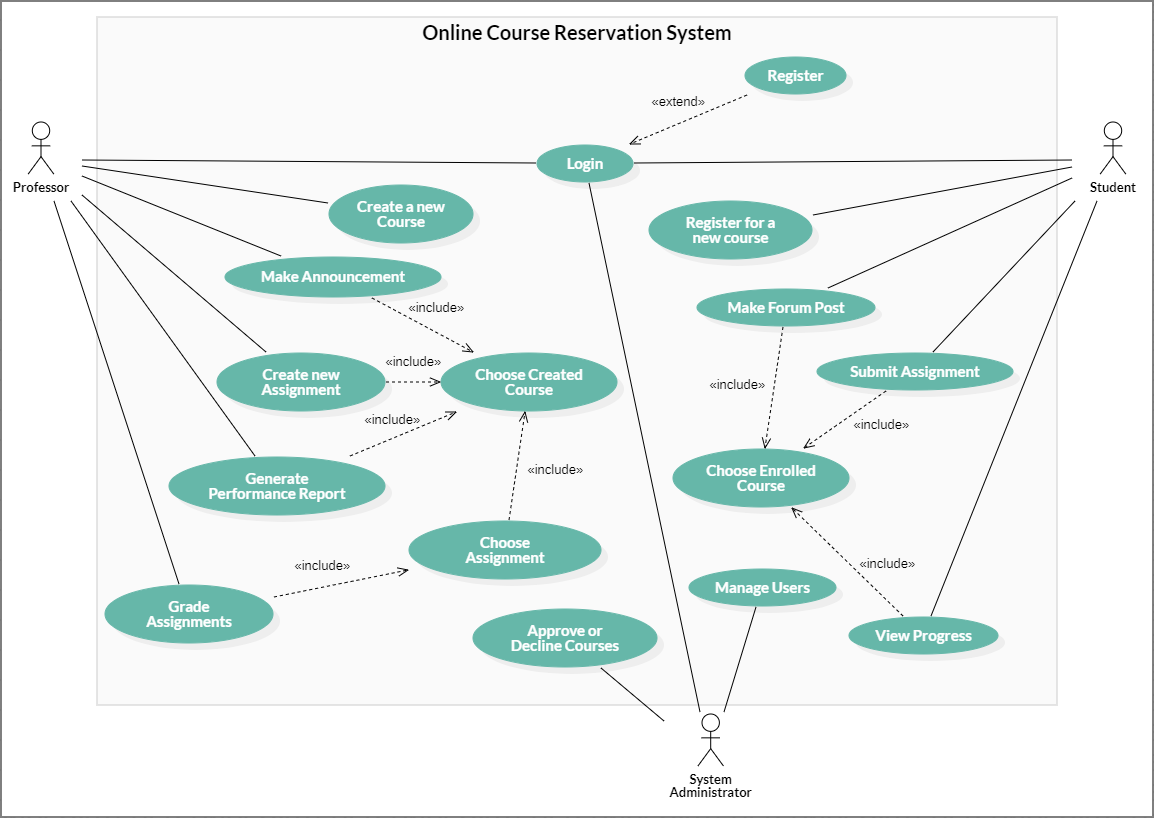 Online Course Reservation System
Register
«extend»
Login
Professor
Student
Create a new
Course
Register for a
new course
Make Announcement
«include»
Make Forum Post
«include»
Create new
Assignment
Choose Created
Course
Submit Assignment
«include»
«include»
«include»
Generate
Performance Report
«include»
Choose Enrolled
Course
Choose
Assignment
«include»
«include»
Manage Users
Grade
Assignments
Approve or
Decline Courses
View Progress
System
Administrator